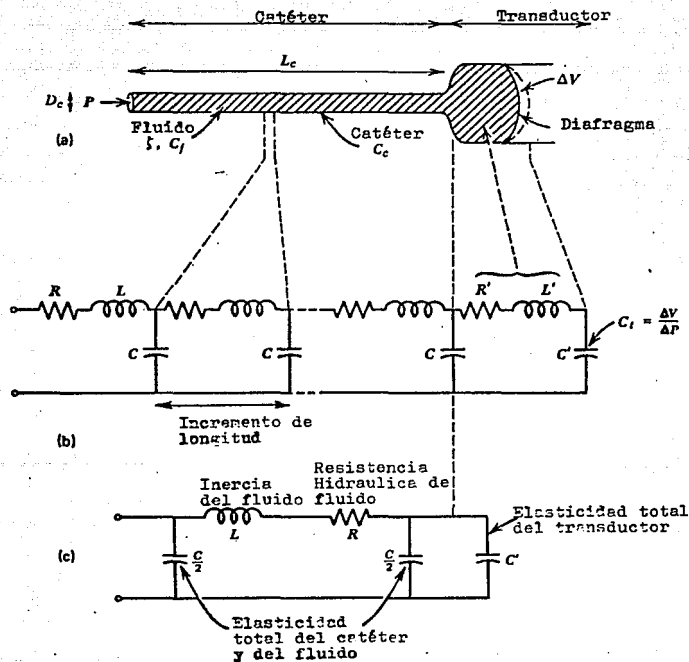 Catéter
Transductor
L_c
D_c P
ΔV
Diafragma
(a)
Fluido
ζ, C_f
Catéter
C_c
R
L
R'
L'
C
C
C
C'
C_t = ΔV/ΔP
Incremento de
longitud
(b)
Resistencia
Inercia
Hidraulica de
del fluido
fluido
Elasticidad total
del transductor
L
R
(c)
C/2
C/2
C'
Elasticidad
total del catéter
y del fluido